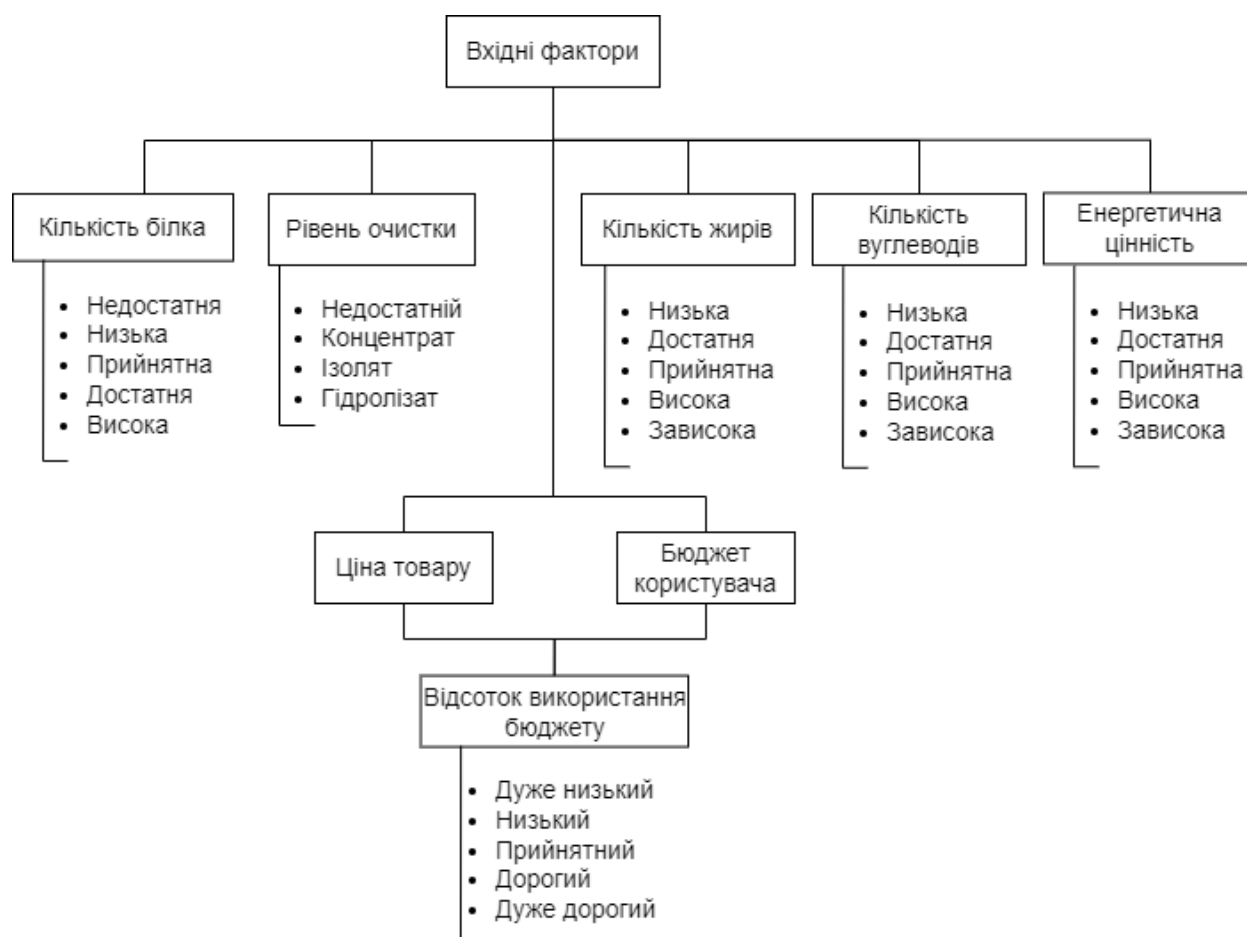 Вхідні фактори
Кількість білка
Недостатня
Низька
Прийнятна
Достатня
Висока
Рівень очистки
Недостатній
Концентрат
Ізолят
Гідролізат
Кількість жирів
Низька
Достатня
Прийнятна
Висока
Зависока
Кількість
вуглеводів
Низька
Достатня
Прийнятна
Висока
Зависока
Енергетична
цінність
Низька
Достатня
Прийнятна
Висока
Зависока
Ціна товару
Бюджет
користувача
Відсоток використання
бюджету
Дуже низький
Низький
Прийнятний
Дорогий
Дуже дорогий